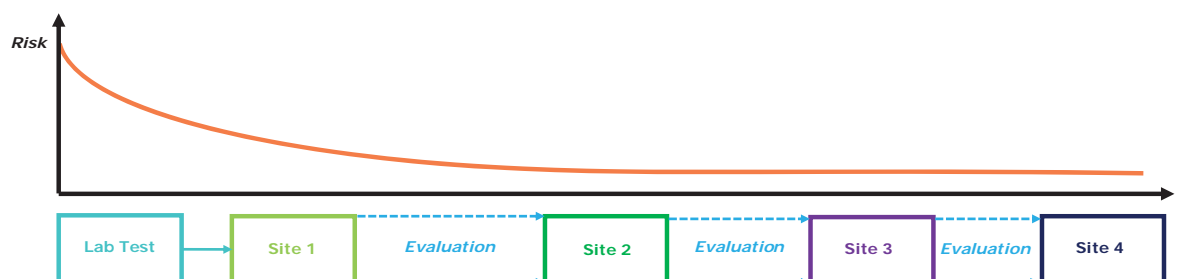 Risk
Lab Test
Site 1
Evaluation
Site 2
Evaluation
Site 3
Evaluation
Site 4